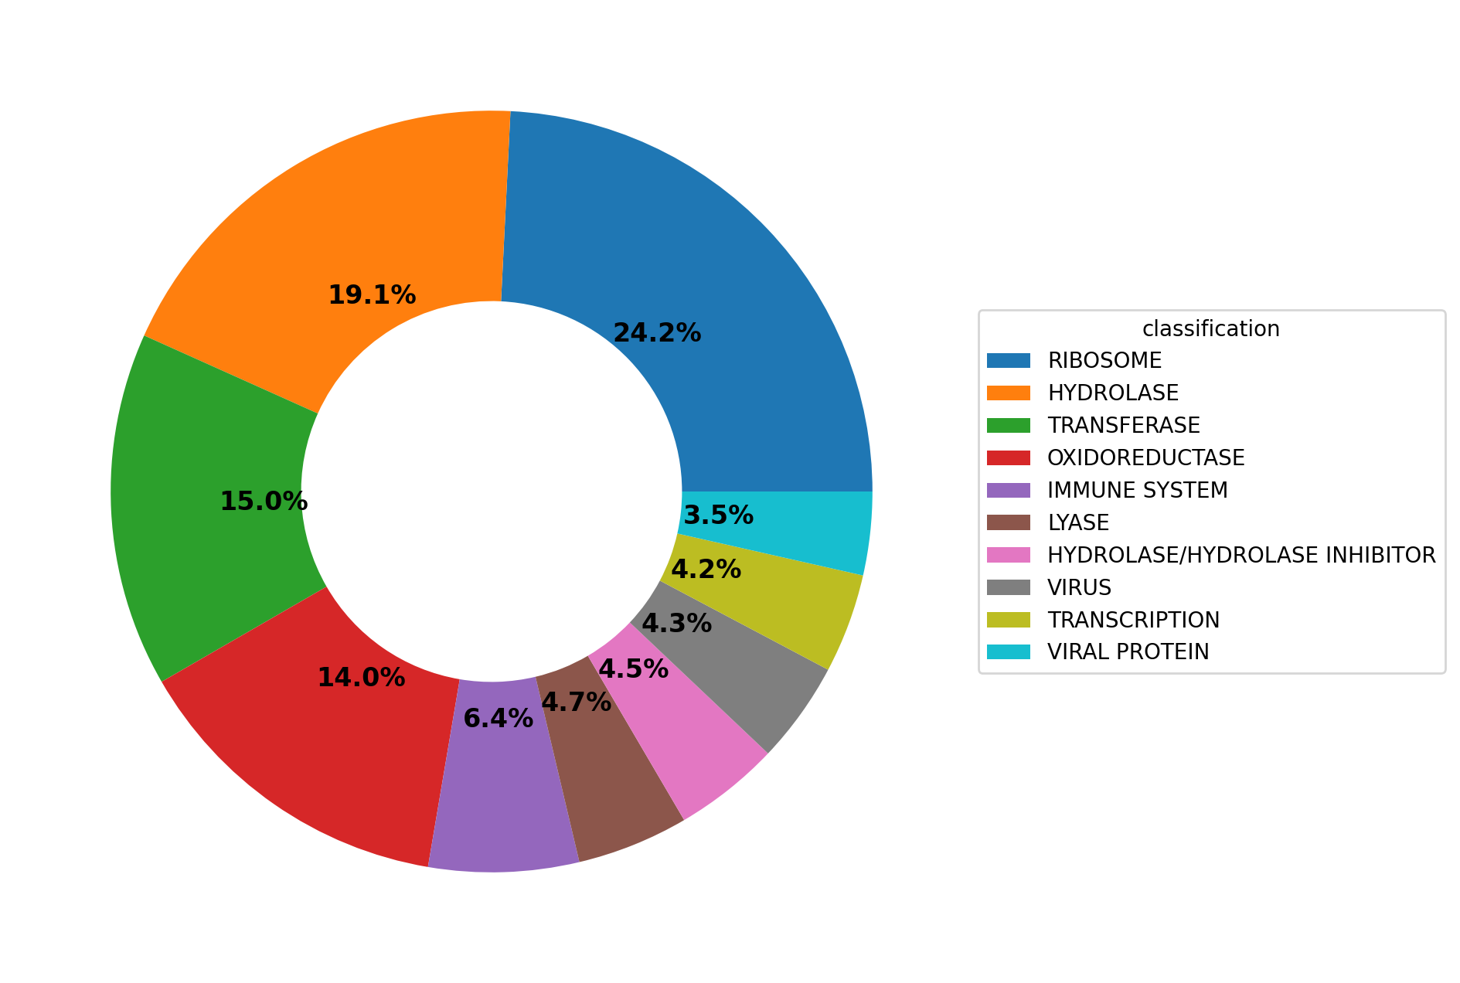 24.2%
19.1%
15.0%
14.0%
6.4%
4.7%
4.5%
4.3%
4.2%
3.5%
classification
RIBOSOME
HYDROLASE
TRANSFERASE
OXIDOREDUCTASE
IMMUNE SYSTEM
LYASE
HYDROLASE/HYDROLASE INHIBITOR
VIRUS
TRANSCRIPTION
VIRAL PROTEIN